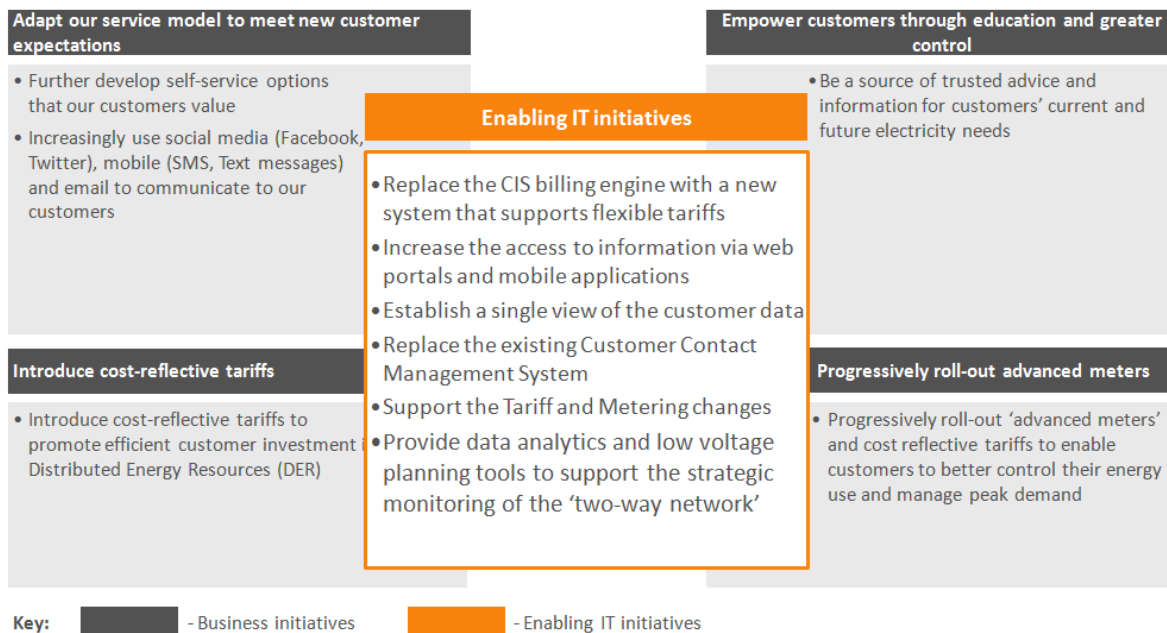 Adapt our service model to meet new customer
expectations
• Further develop self-service options
that our customers value
• Increasingly use social media (Facebook,
Twitter), mobile (SMS, Text messages)
and email to communicate to our
customers
Empower customers through education and greater
control
• Be a source of trusted advice and
information for customers’ current and
future electricity needs
Enabling IT initiatives
• Replace the CIS billing engine with a new
system that supports flexible tariffs
• Increase the access to information via web
portals and mobile applications
• Establish a single view of the customer data
• Replace the existing Customer Contact
Management System
• Support the Tariff and Metering changes
• Provide data analytics and low voltage
planning tools to support the strategic
monitoring of the ‘two-way network’
Introduce cost-reflective tariffs
• Introduce cost-reflective tariffs to
promote efficient customer investment
Distributed Energy Resources (DER)
Progressively roll-out advanced meters
• Progressively roll-out ‘advanced meters’
and cost reflective tariffs to enable
customers to better control their energy
use and manage peak demand
Key:
- Business initiatives
- Enabling IT initiatives